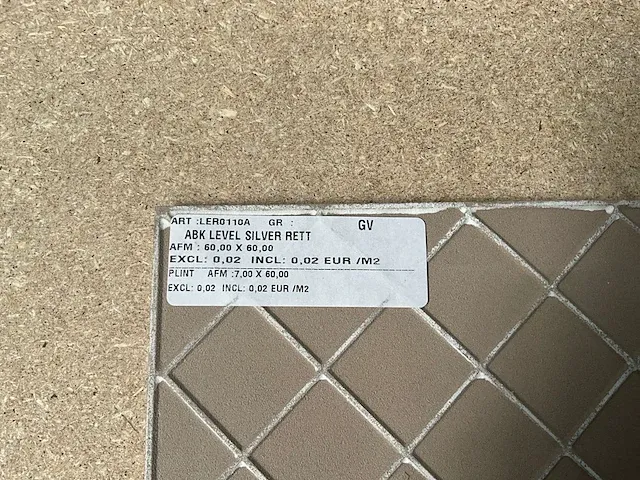 ART :LER0110A GR : GV
ABK LEVEL SILVER RETT
AFM : 60,00 X 60,00
EXCL: 0,02 INCL: 0,02 EUR /M2
PLINT AFM :7,00 X 60,00
EXCL: 0,02 INCL: 0,02 EUR /M2